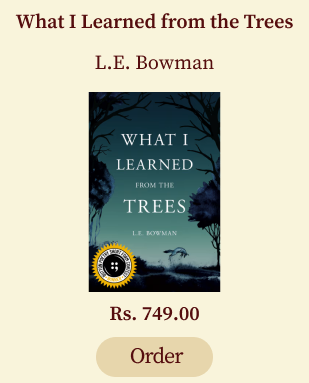 What I Learned from the Trees
L.E. Bowman
WHAT I
LEARNED
FROM THE
TREES
L.E. BOWMAN
Rs. 749.00
Order